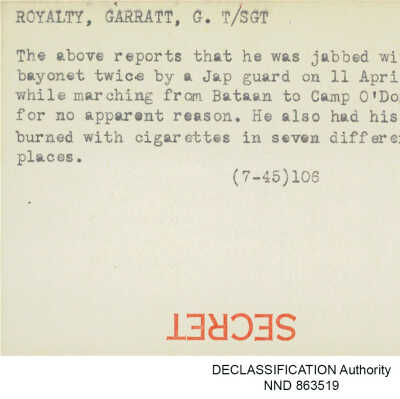 ROYALTY, GARRATT, G. T/SGT
The above reports that he was jabbed wi
bayonet twice by a Jap guard on 11 Apri
while marching from Bataan to Camp O'Do
for no apparent reason. He also had his
burned with cigarettes in seven differe
places.
(7-45)106
SECRET
DECLASSIFICATION Authority
NND 863519